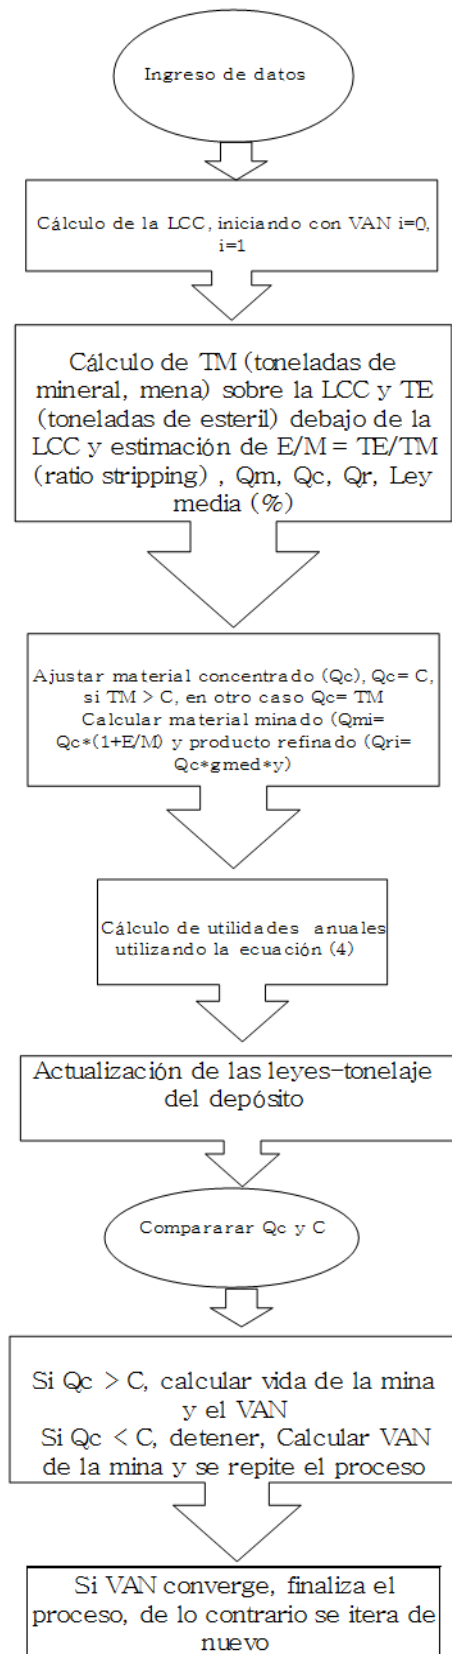 Ingreso de datos
Cálculo de la LCC, iniciando con VAN i=0,
i=1
Cálculo de TM (toneladas de
mineral, mena) sobre la LCC y TE
(toneladas de esteril) debajo de la
LCC y estimación de E/M = TE/TM
(ratio stripping) , Qm, Qc, Qr, Ley
media (%)
Ajustar material concentrado (Qc), Qc= C,
si TM > C, en otro caso Qc= TM
Calcular material minado (Qmi=
Qc*(1+E/M) y producto refinado (Qri=
Qc*gmed*y)
Cálculo de utilidades anuales
utilizando la ecuación (4)
Actualización de las leyes-tonelaje
del depósito
Compararar Qc y C
Si Qc > C, calcular vida de la mina
y el VAN
Si Qc < C, detener, Calcular VAN
de la mina y se repite el proceso
Si VAN converge, finaliza el
proceso, de lo contrario se itera de
nuevo